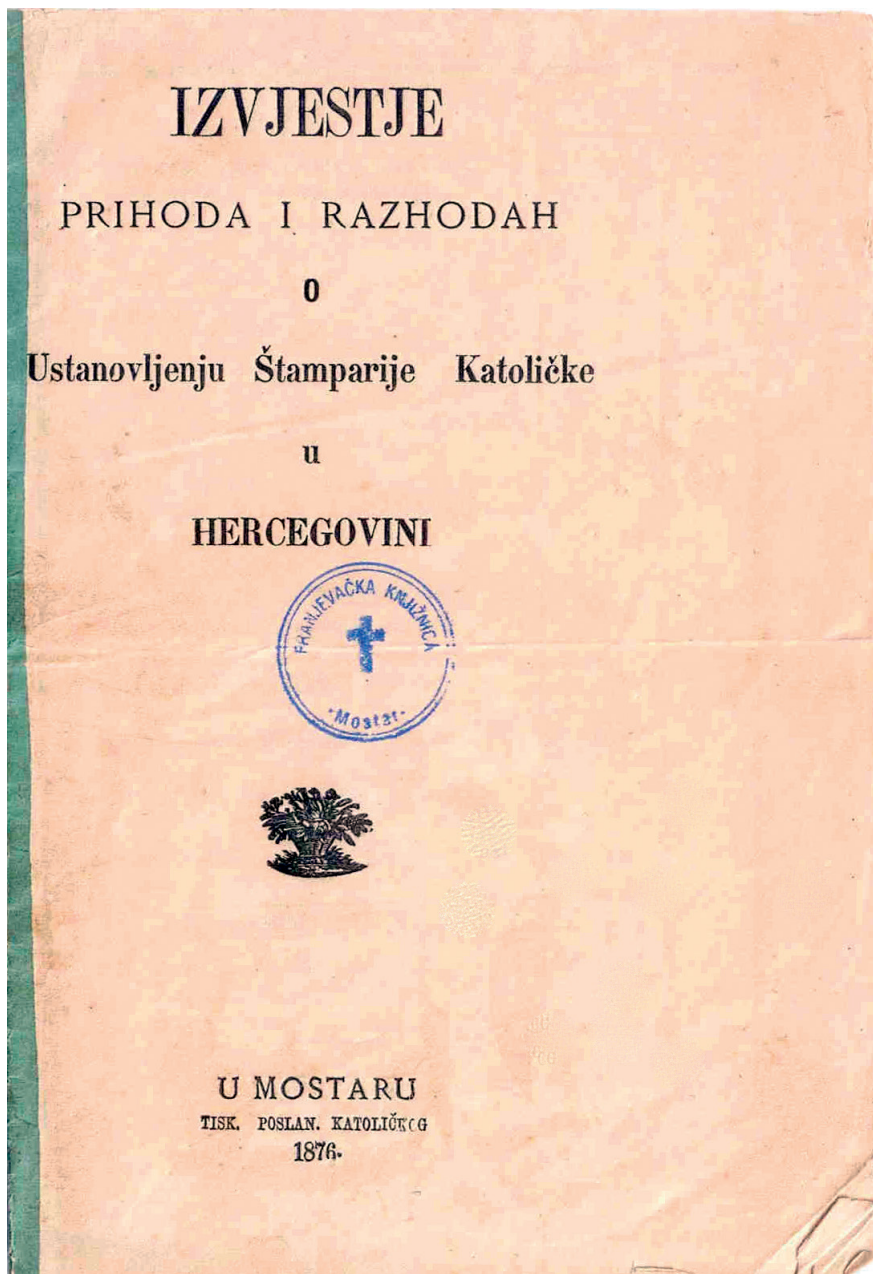 IZVJESTJE
PRIHODA I RAZHODAH
O
Ustanovljenju Štamparije Katoličke
u
HERCEGOVINI
FRANJEVAČKA KNJIŽNICA
·Mostar·
U MOSTARU
TISK. POSLAN. KATOLIČKOG
1876.